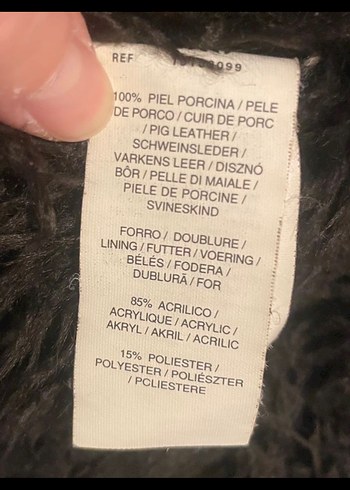 REF
100% PIEL PORCINA / PELE
DE PORCO / CUIR DE PORC
/ PIG LEATHER /
SCHWEINSLEDER /
VARKENS LEER / DISZNÓ
BÖR / PELLE DI MAIALE /
PIELE DE PORCINE /
SVINESKIND
FORRO / DOUBLURE /
LINING / FUTTER / VOERING /
BÉLÉS / FODERA /
DUBLURĂ / FOR
85% ACRILICO /
ACRYLIQUE / ACRYLIC /
AKRYL / AKRIL / ACRILIC
15% POLIESTER /
POLYESTER / POLIÉSZTER
/ PCLIESTERE